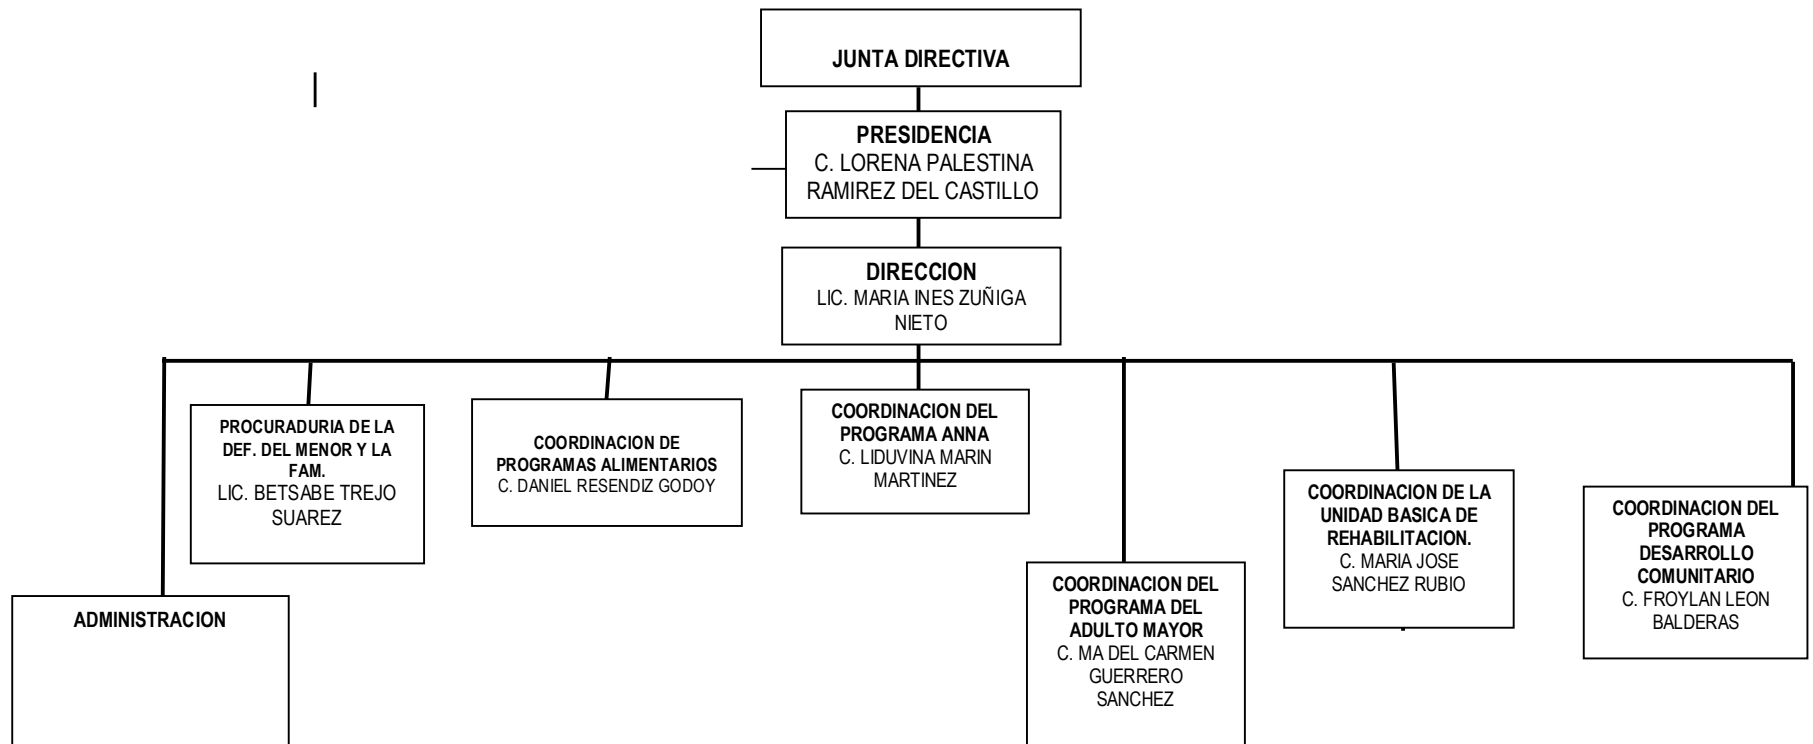 JUNTA DIRECTIVA
PRESIDENCIA
C. LORENA PALESTINA
RAMIREZ DEL CASTILLO
DIRECCION
LIC. MARIA INES ZUÑIGA
NIETO
PROCURADURIA DE LA
DEF. DEL MENOR Y LA
FAM.
LIC. BETSABE TREJO
SUAREZ
COORDINACION DE
PROGRAMAS ALIMENTARIOS
C. DANIEL RESENDIZ GODOY
COORDINACION DEL
PROGRAMA ANNA
C. LIDUVINA MARIN
MARTINEZ
COORDINACION DE LA
UNIDAD BASICA DE
REHABILITACION.
C. MARIA JOSE
SANCHEZ RUBIO
COORDINACION DEL
PROGRAMA
DESARROLLO
COMUNITARIO
C. FROYLAN LEON
BALDERAS
ADMINISTRACION
COORDINACION DEL
PROGRAMA DEL
ADULTO MAYOR
C. MA DEL CARMEN
GUERRERO
SANCHEZ